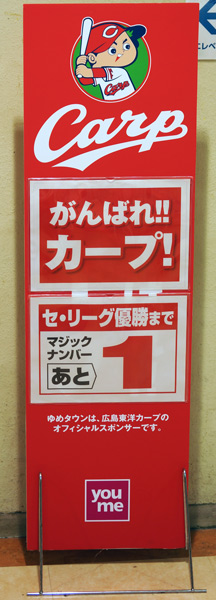 Carp
Carp
がんばれ!!
カープ!
セ・リーグ優勝まで
マジック
ナンバー
あと
1
ゆめタウンは、広島東洋カープの
オフィシャルスポンサーです。
you
me